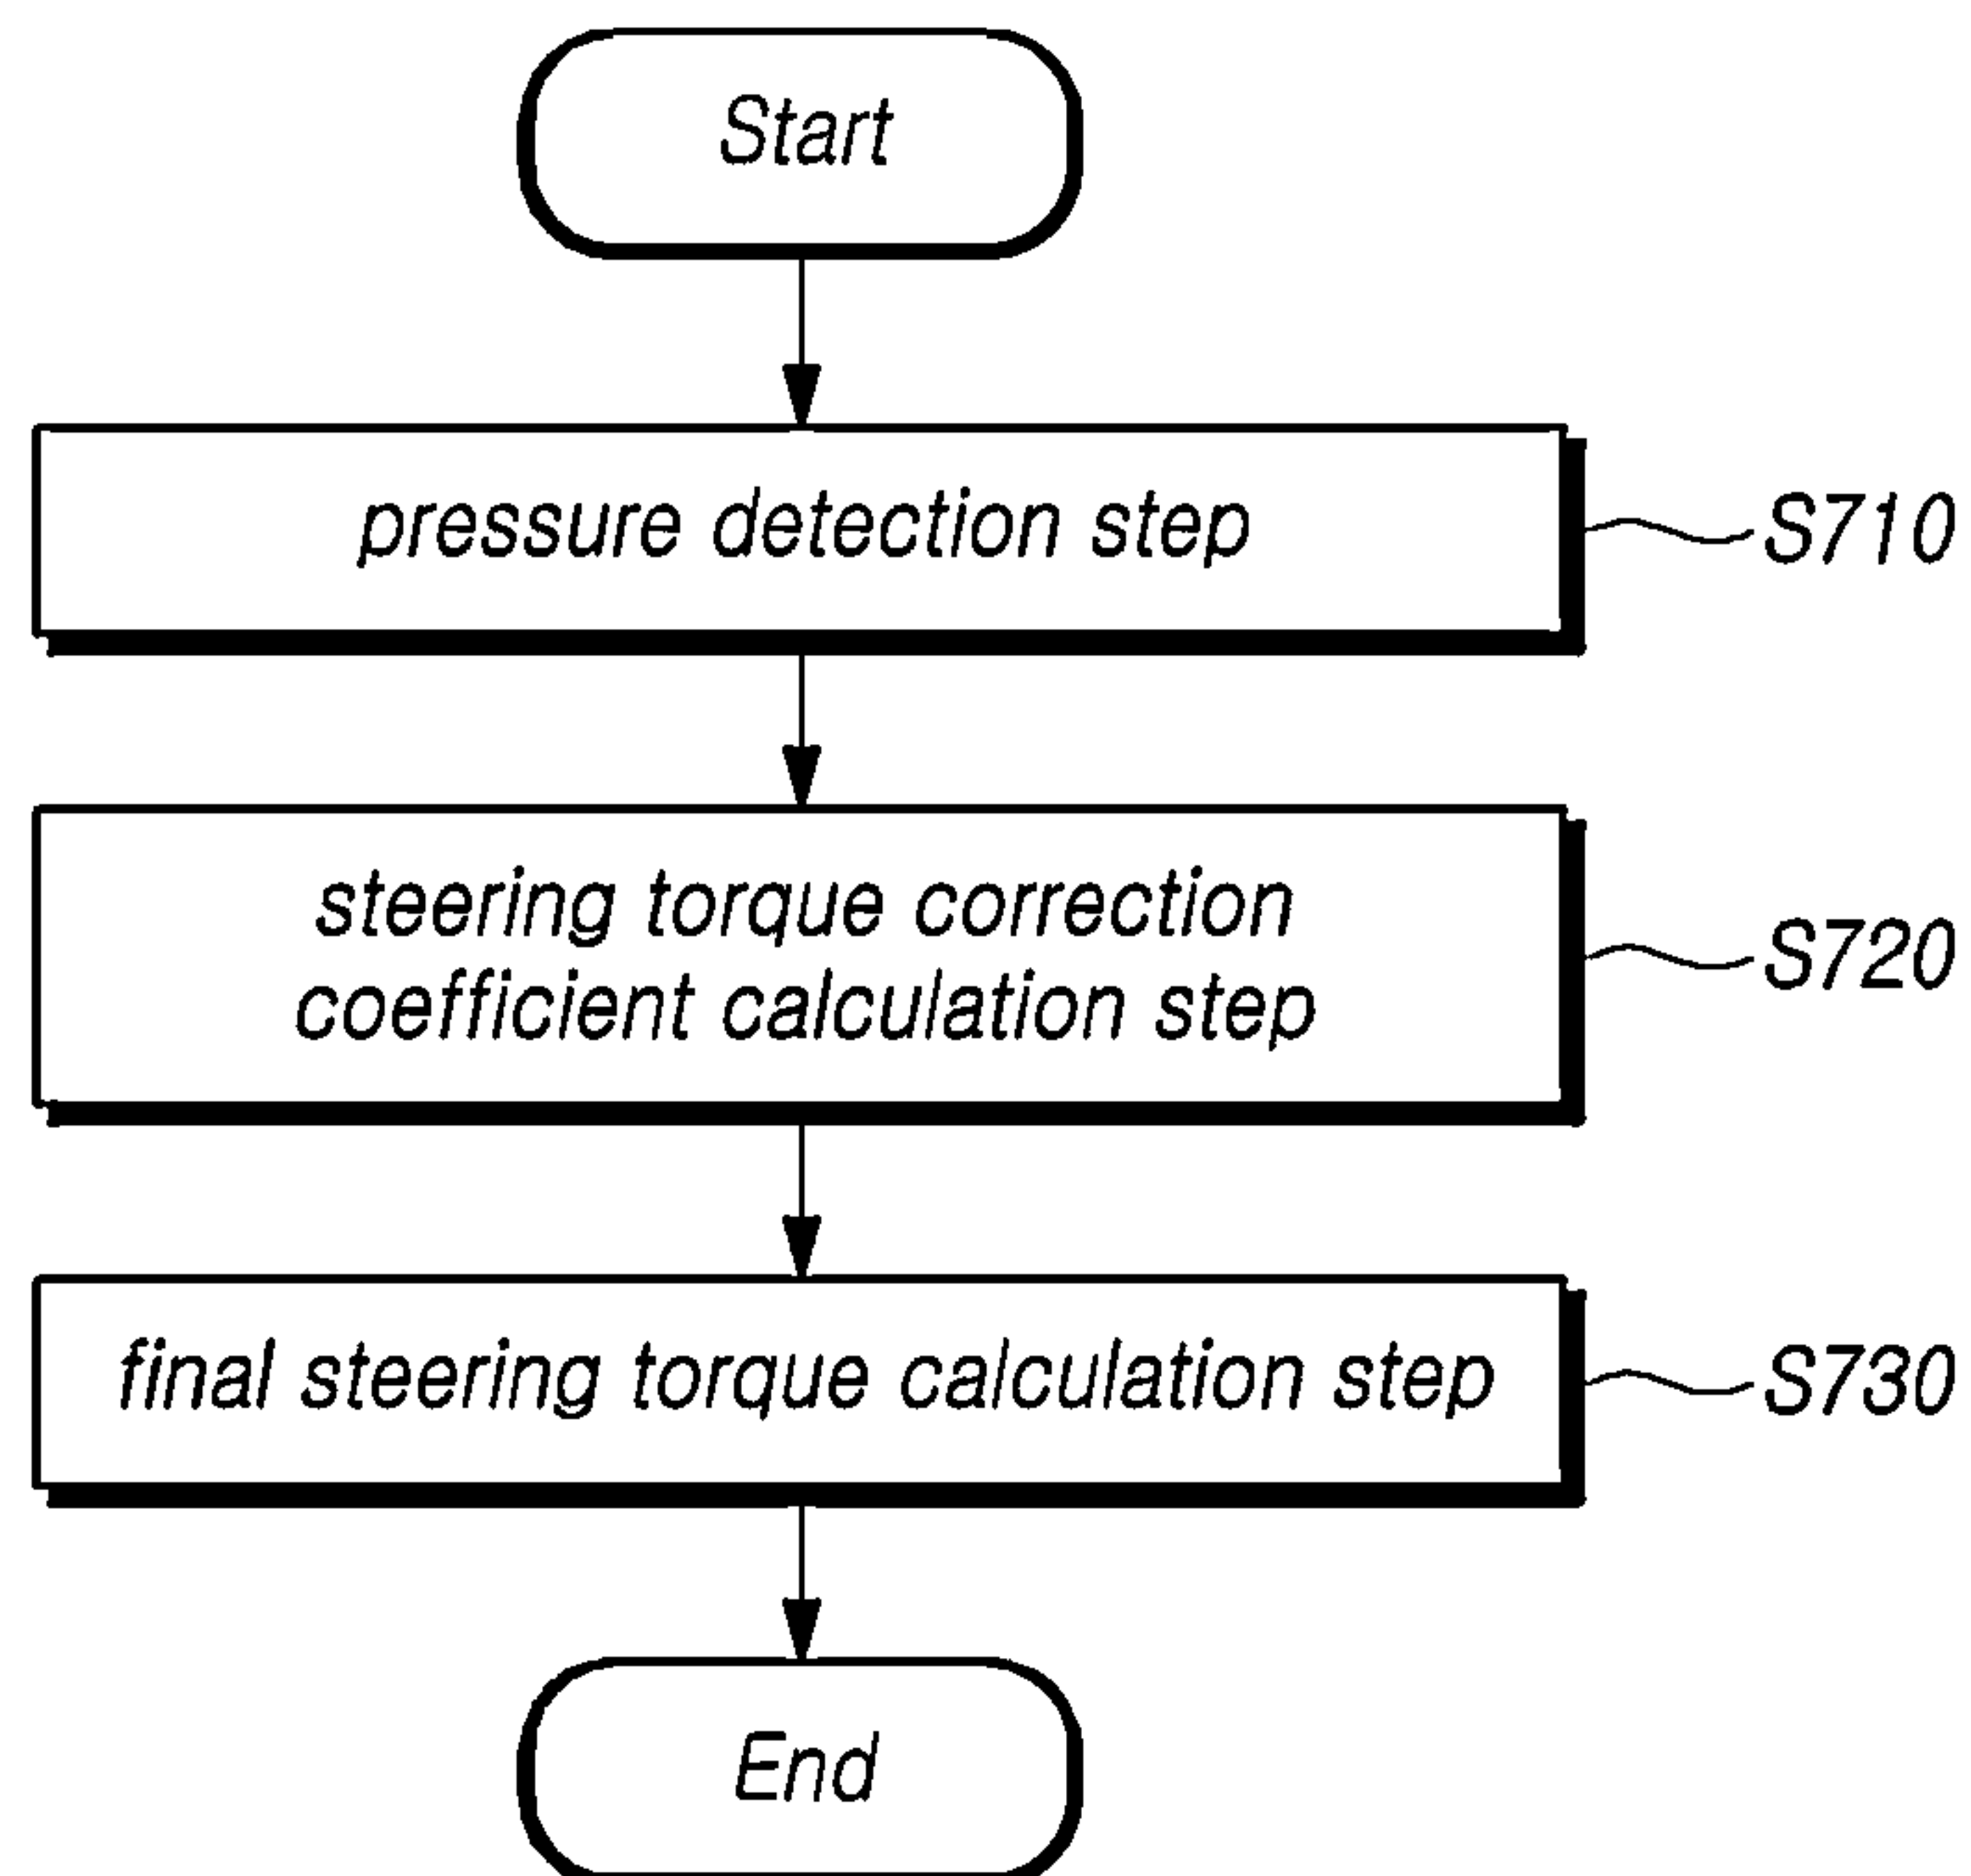 Start
pressure detection step
S710
steering torque correction
coefficient calculation step
S720
final steering torque calculation step
S730
End